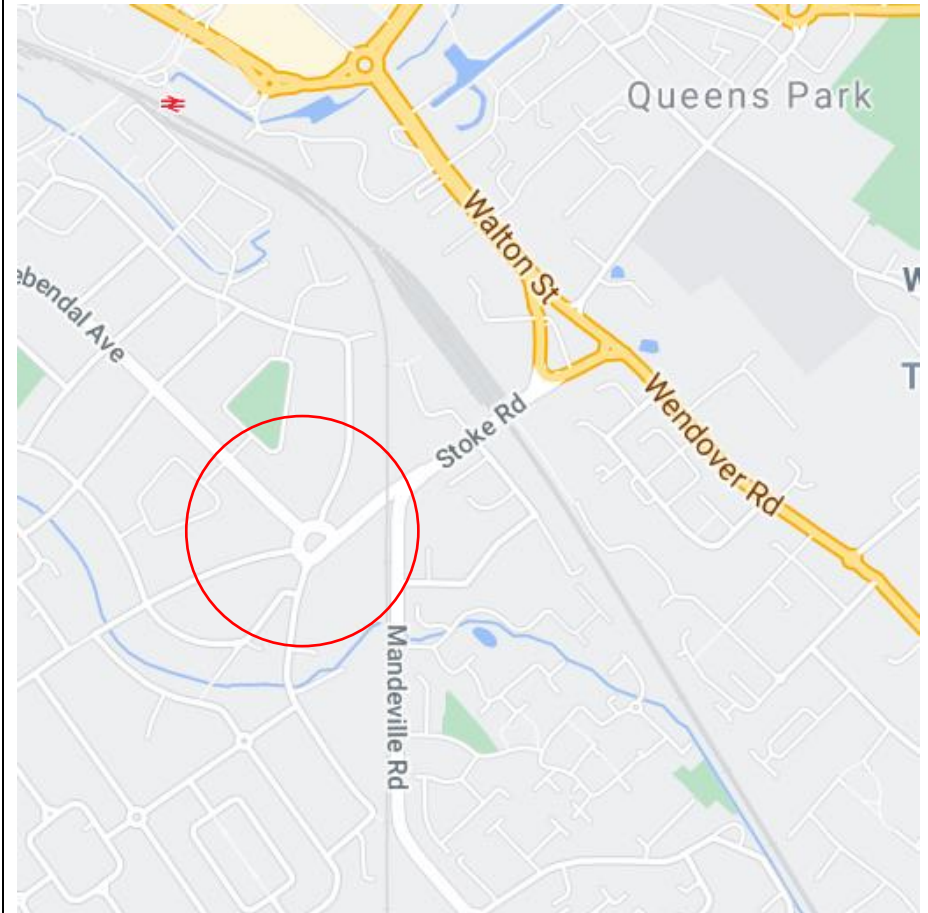 Queens Park
Walton St
ebendal Ave
W
T
Stoke Rd
Wendover Rd
Mandeville Rd